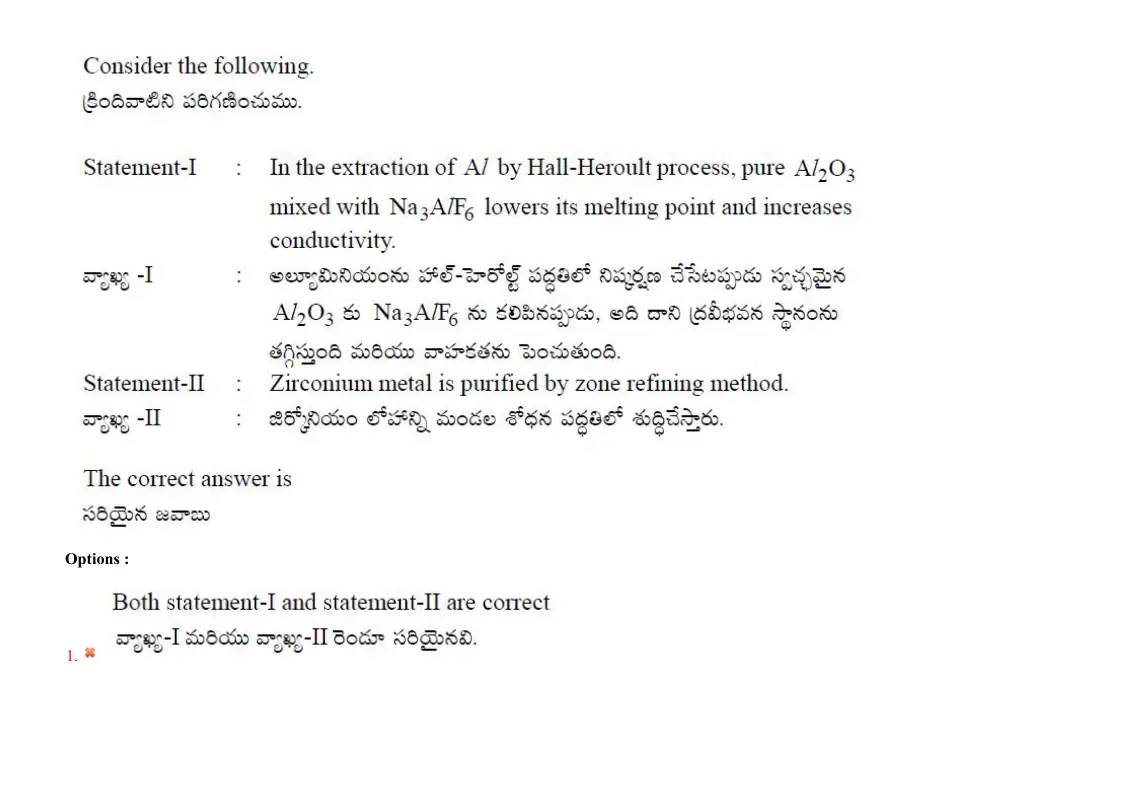 Consider the following.
క్రిందివాటిని పరిగణించుము.
Statement-I : In the extraction of Al by Hall-Heroult process, pure Al₂O₃
mixed with Na₃AlF₆ lowers its melting point and increases
conductivity.
వ్యాఖ్య -I : అల్యూమినియంను హాల్-హెరోల్ట్ పద్ధతిలో నిష్కర్షణ చేసేటప్పుడు స్వచ్ఛమైన
Al₂O₃ కు Na₃AlF₆ ను కలిపినప్పుడు, అది దాని ద్రవీభవన స్థానంను
తగ్గిస్తుంది మరియు వాహకతను పెంచుతుంది.
Statement-II : Zirconium metal is purified by zone refining method.
వ్యాఖ్య -II : జిర్కోనియం లోహాన్ని మండల శోధన పద్ధతిలో శుద్ధిచేస్తారు.
The correct answer is
సరియైన జవాబు
Options :
Both statement-I and statement-II are correct
వ్యాఖ్య-I మరియు వ్యాఖ్య-II రెండూ సరియైనవి.
1. ✖